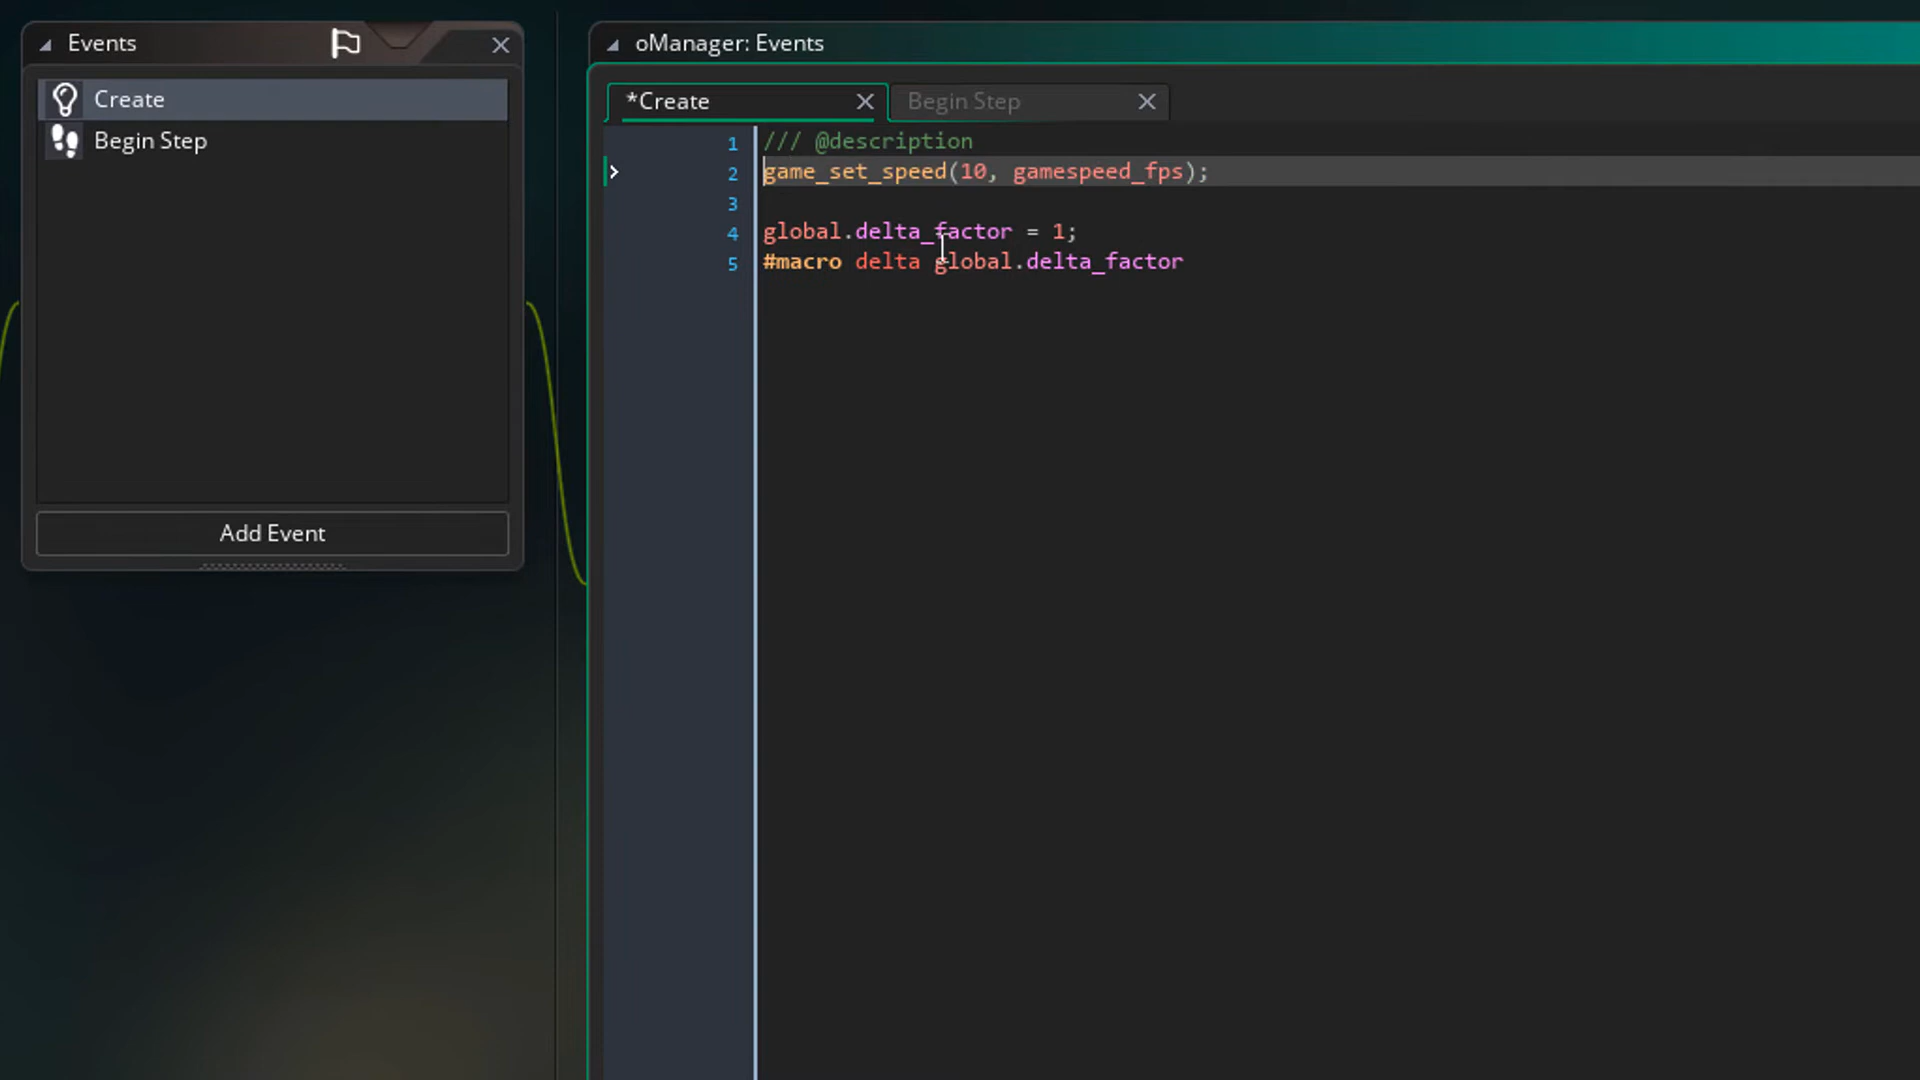 Events
Create
Begin Step
Add Event
oManager: Events
*Create
Begin Step
1 /// @description
2 game_set_speed(10, gamespeed_fps);
3
4 global.delta_factor = 1;
5 #macro delta global.delta_factor